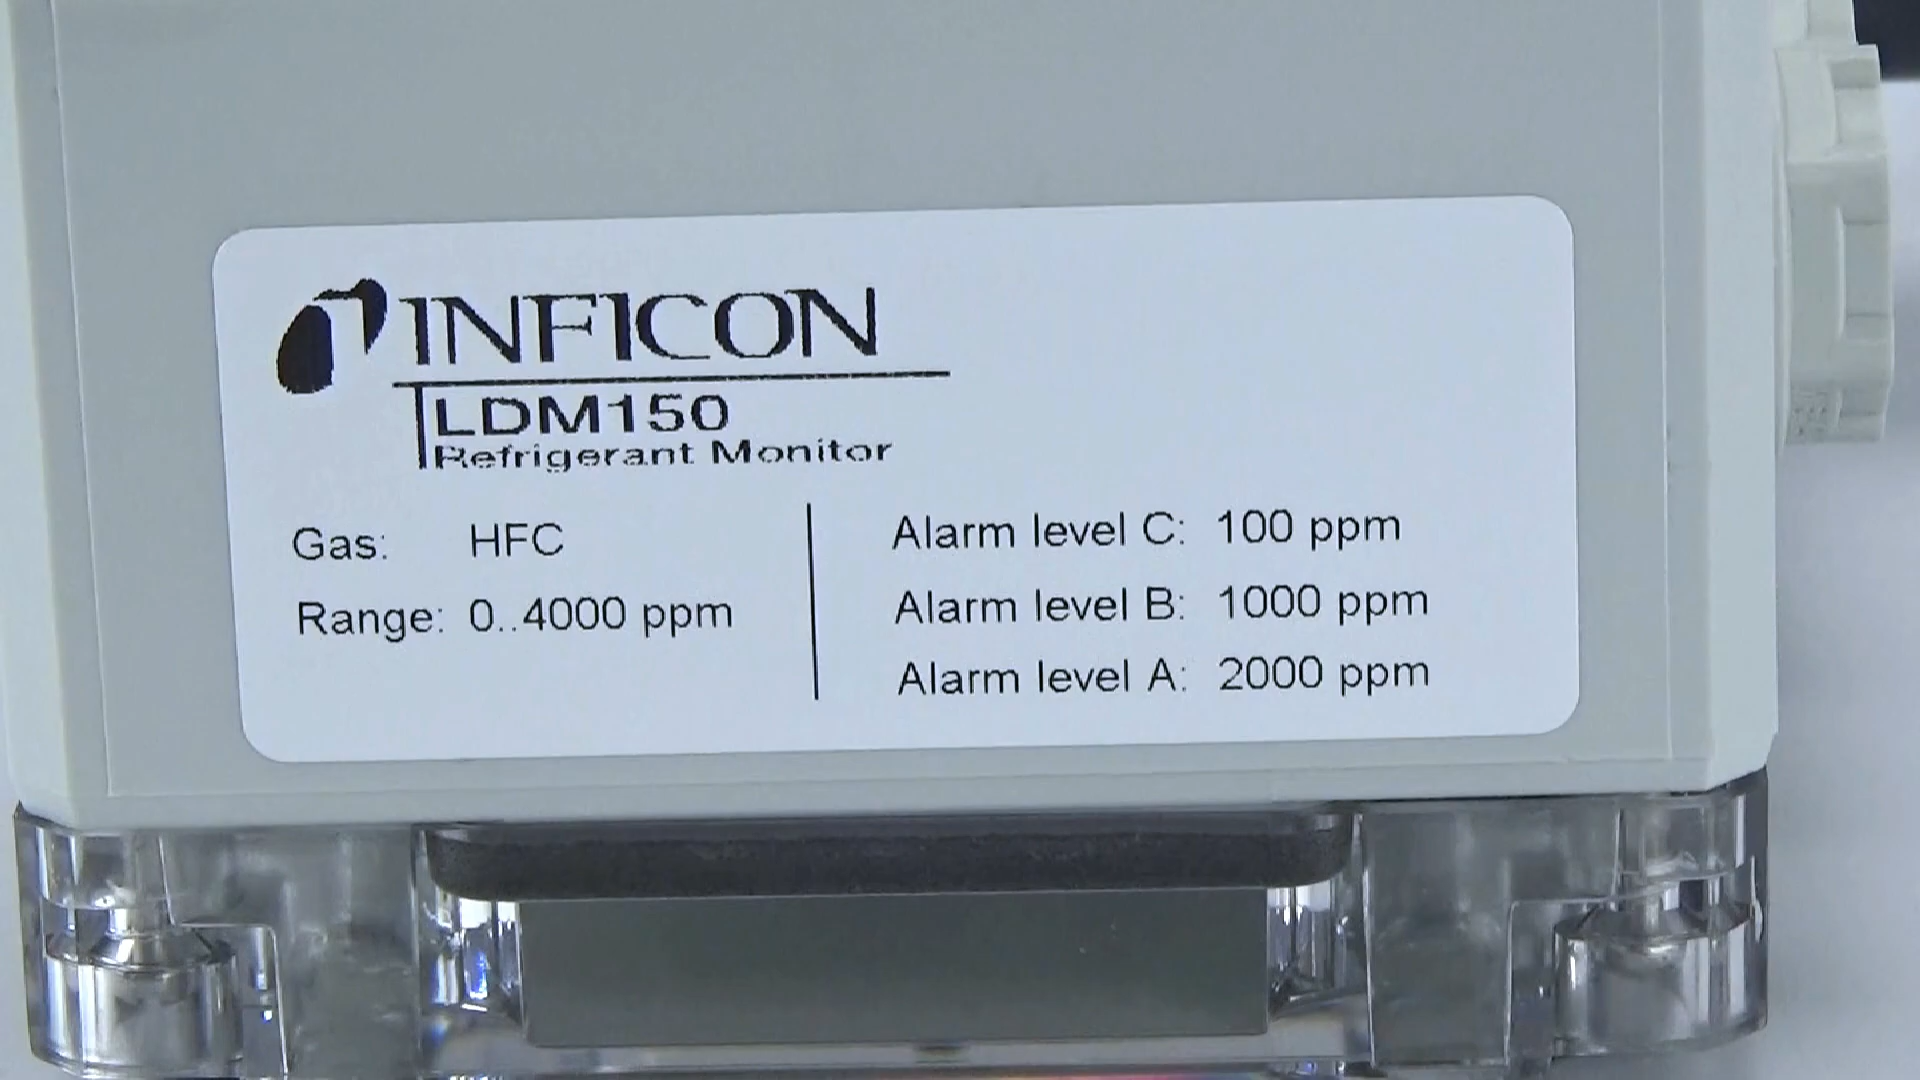 INFICON
LDM150
Refrigerant Monitor
Gas: HFC
Range: 0..4000 ppm
Alarm level C: 100 ppm
Alarm level B: 1000 ppm
Alarm level A: 2000 ppm